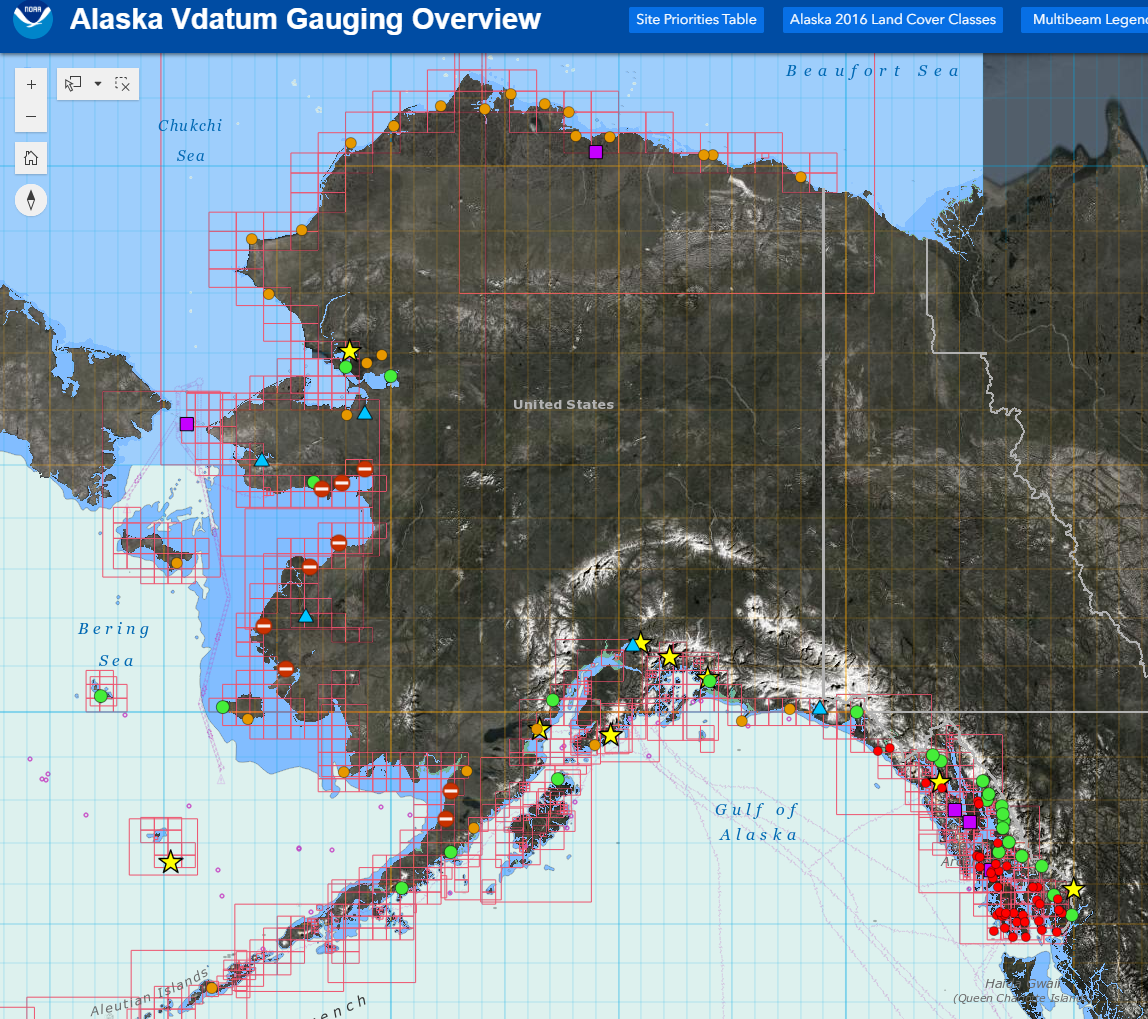 NOAA
Alaska Vdatum Gauging Overview
Site Priorities Table
Alaska 2016 Land Cover Classes
Multibeam Legen
Beaufort Sea
Chukchi
Sea
United States
Bering
Sea
Gulf of
Alaska
Aleutian Islands
ench
Haida Gwaii
(Queen Charlotte Islands)